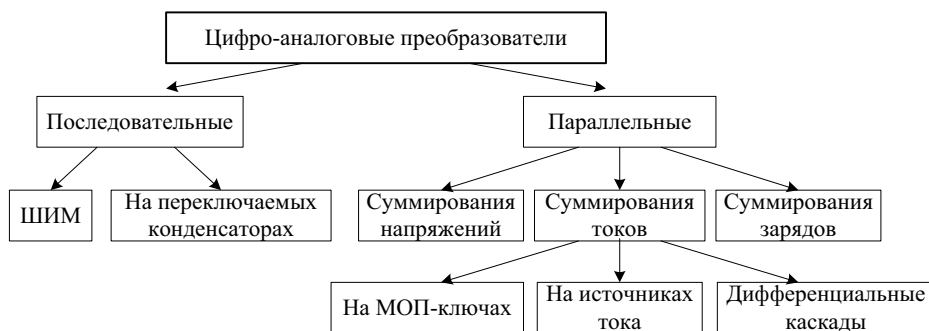 Цифро-аналоговые преобразователи
Последовательные
Параллельные
ШИМ
На переключаемых
конденсаторах
Суммирования
напряжений
Суммирования
токов
Суммирования
зарядов
На МОП-ключах
На источниках
тока
Дифференциальные
каскады